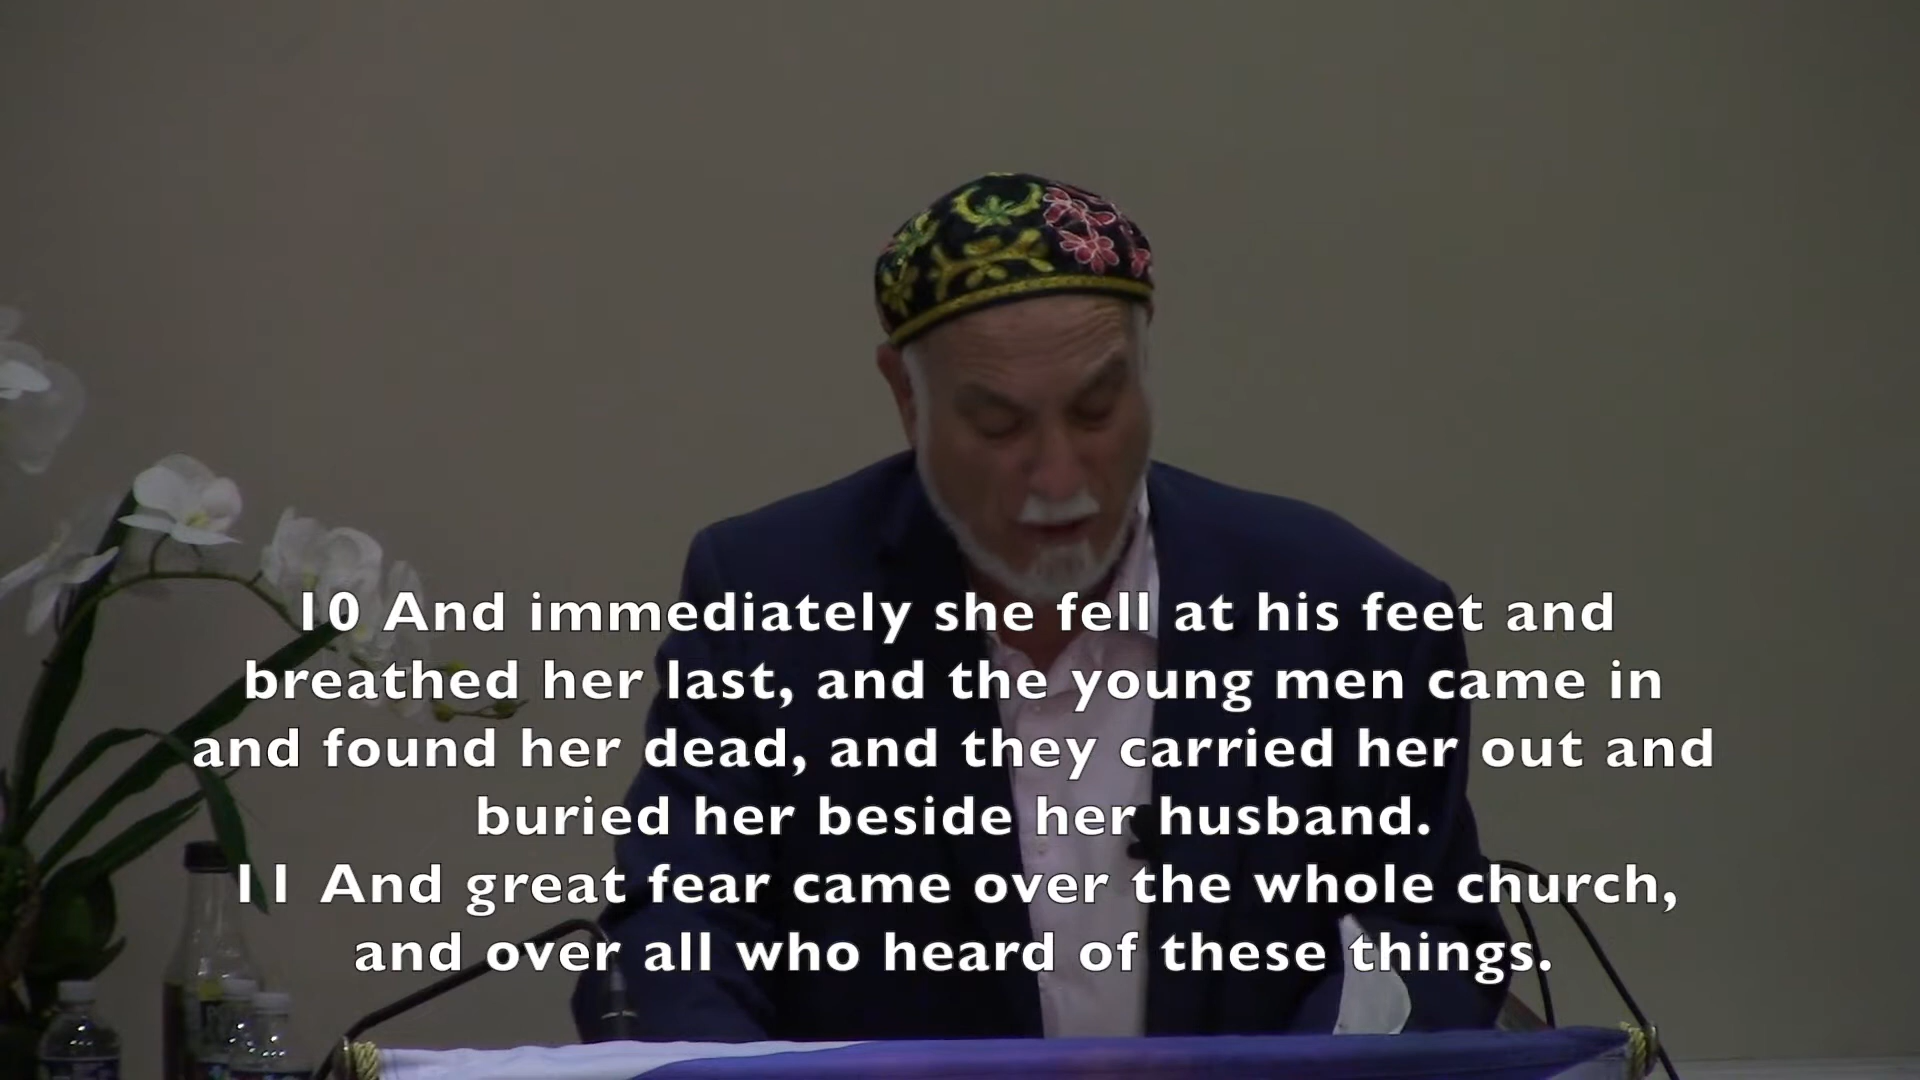 10 And immediately she fell at his feet and
breathed her last, and the young men came in
and found her dead, and they carried her out and
buried her beside her husband.
11 And great fear came over the whole church,
and over all who heard of these things.